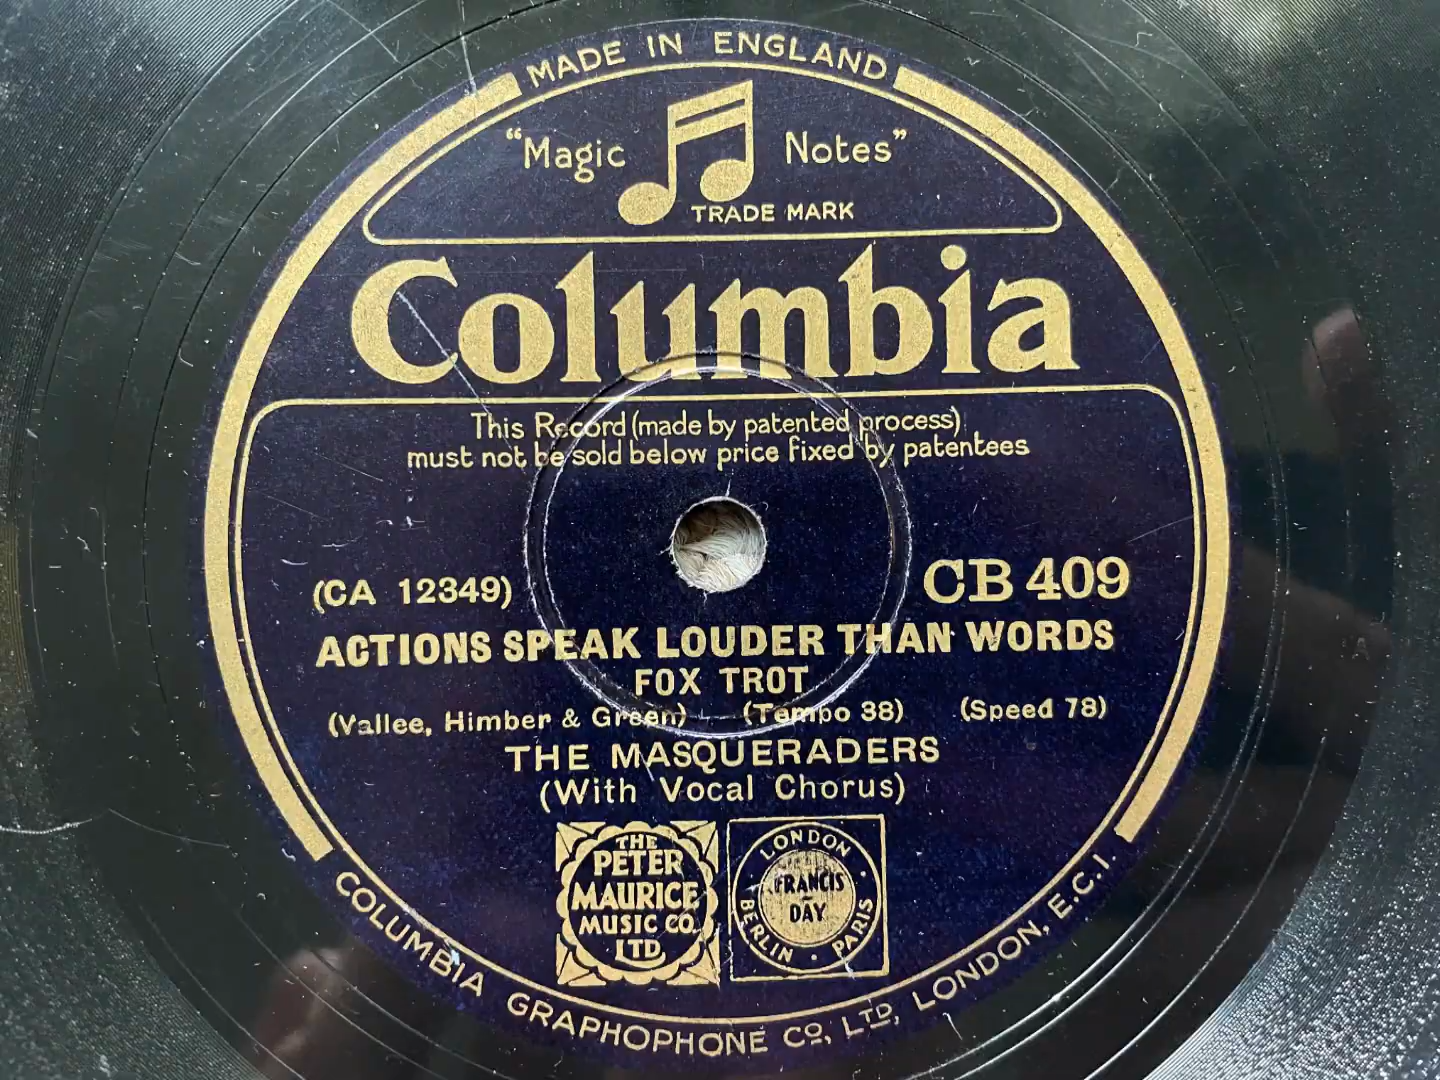 MADE IN ENGLAND
"Magic Notes"
TRADE MARK
Columbia
This Record (made by patented process)
must not be sold below price fixed by patentees
(CA 12349) CB 409
ACTIONS SPEAK LOUDER THAN WORDS
FOX TROT
(Vallee, Himber & Green) (Tempo 38) (Speed 78)
THE MASQUERADERS
(With Vocal Chorus)
THE
PETER
MAURICE
MUSIC CO.
LTD
LONDON
FRANCIS
DAY
BERLIN · PARIS
COLUMBIA GRAPHOPHONE Co, LTD, LONDON, E.C.1.